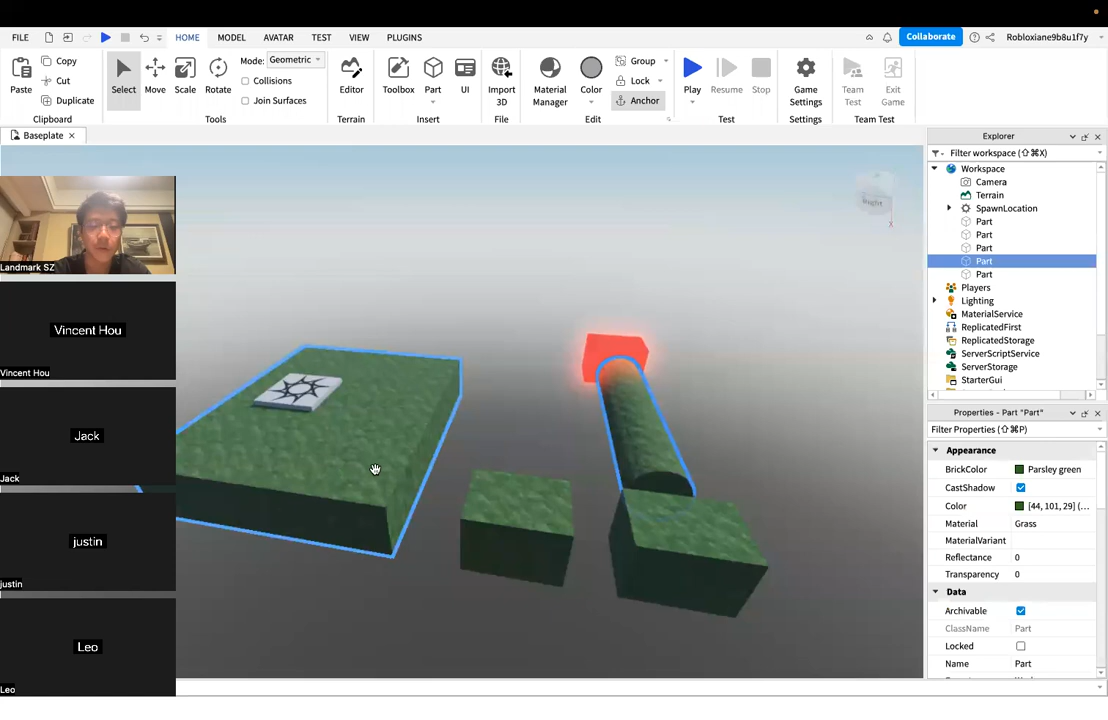 FILE HOME MODEL AVATAR TEST VIEW PLUGINS Collaborate Robloxiane9b8u1f7y
Paste Copy Cut Duplicate
Clipboard
Select Move Scale Rotate
Mode: Geometric
Collisions
Join Surfaces
Tools
Editor
Terrain
Toolbox Part UI
Insert
Import 3D
File
Material Manager
Color
Group
Lock
Anchor
Edit
Play Resume Stop
Test
Game Settings
Settings
Team Test
Exit Game
Team Test
Baseplate
Right
X
Landmark SZ
Vincent Hou
Vincent Hou
Jack
Jack
justin
justin
Leo
Leo
Explorer
Filter workspace (⇧⌘X)
Workspace
Camera
Terrain
SpawnLocation
Part
Part
Part
Part
Part
Players
Lighting
MaterialService
ReplicatedFirst
ReplicatedStorage
ServerScriptService
ServerStorage
StarterGui
Properties - Part "Part"
Filter Properties (⇧⌘P)
Appearance
BrickColor Parsley green
CastShadow
Color [44, 101, 29] (...
Material Grass
MaterialVariant
Reflectance 0
Transparency 0
Data
Archivable
ClassName Part
Locked
Name Part